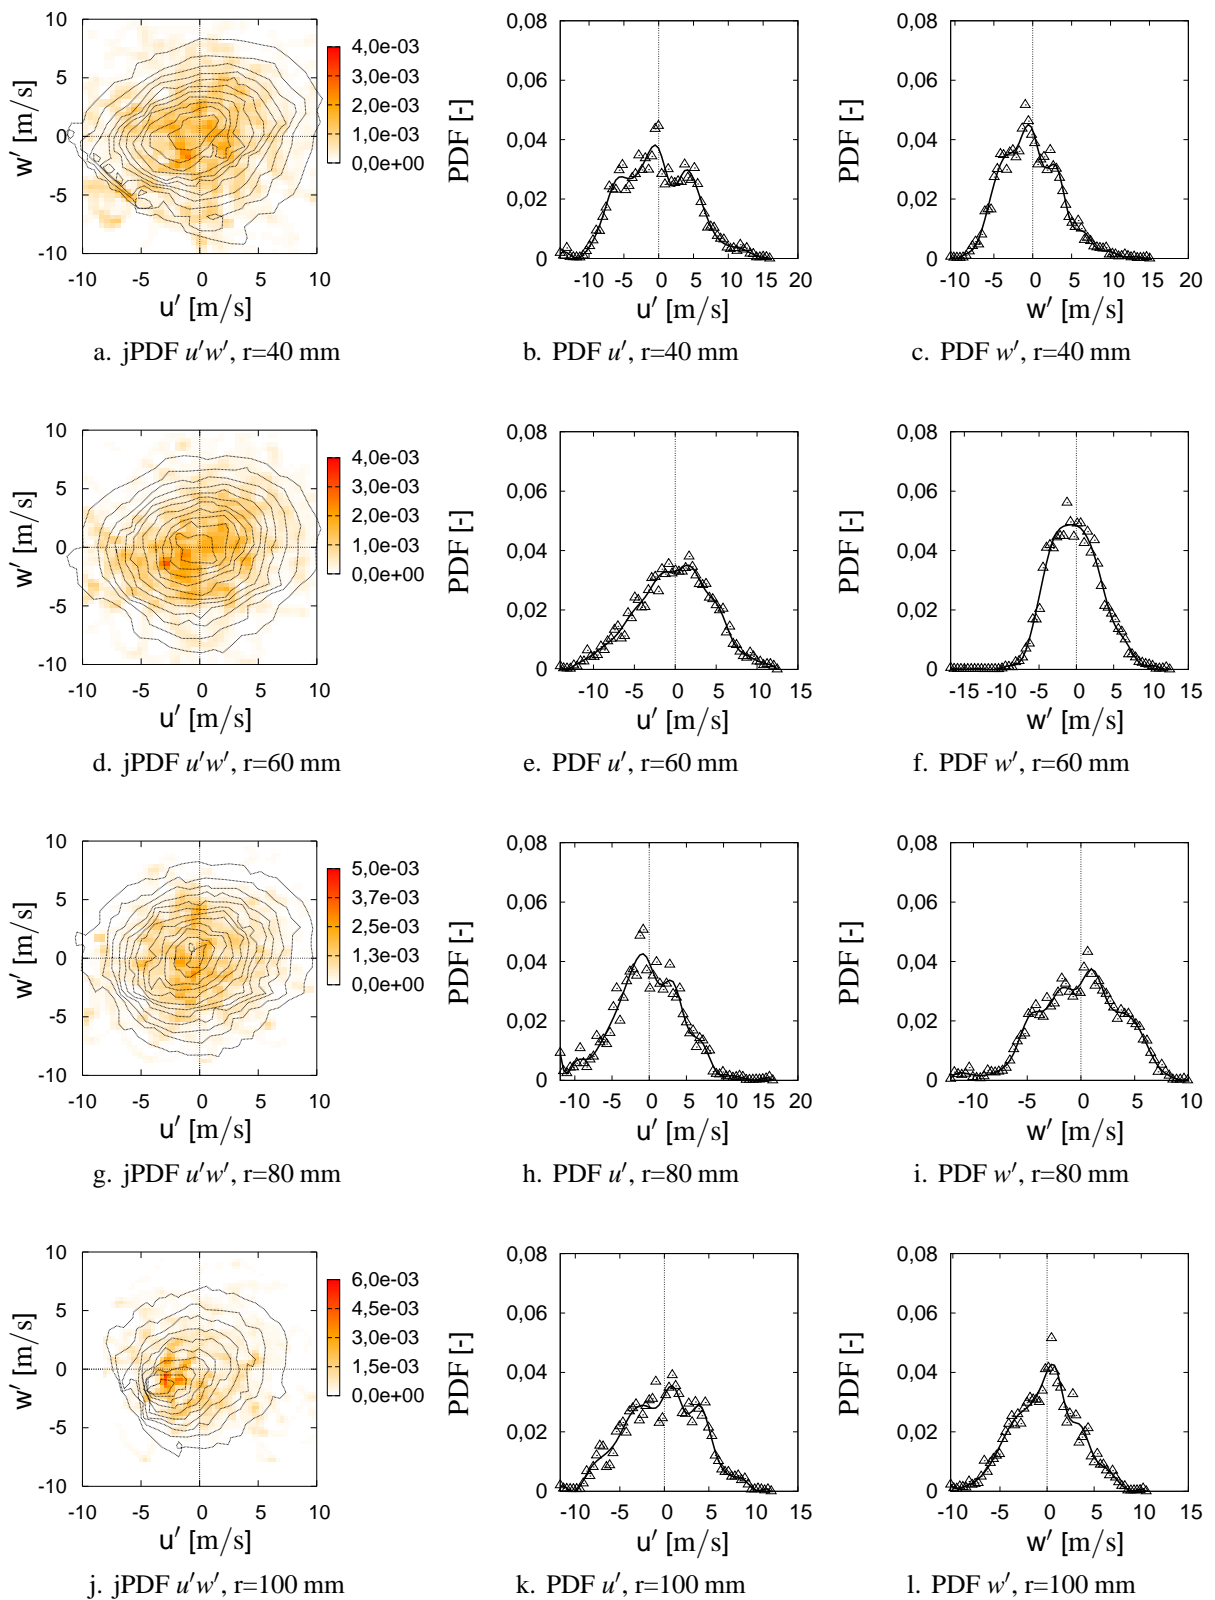 w′ [m/s]
10
5
0
-5
-10
-10 -5 0 5 10
u′ [m/s]
4,0e-03
3,0e-03
2,0e-03
1,0e-03
0,0e+00
a. jPDF u′w′, r=40 mm
PDF [-]
0,08
0,06
0,04
0,02
0
-10 -5 0 5 10 15 20
u′ [m/s]
b. PDF u′, r=40 mm
PDF [-]
0,08
0,06
0,04
0,02
0
-10 -5 0 5 10 15 20
w′ [m/s]
c. PDF w′, r=40 mm
w′ [m/s]
10
5
0
-5
-10
-10 -5 0 5 10
u′ [m/s]
4,0e-03
3,0e-03
2,0e-03
1,0e-03
0,0e+00
d. jPDF u′w′, r=60 mm
PDF [-]
0,08
0,06
0,04
0,02
0
-10 -5 0 5 10 15
u′ [m/s]
e. PDF u′, r=60 mm
PDF [-]
0,08
0,06
0,04
0,02
0
-15 -10 -5 0 5 10 15
w′ [m/s]
f. PDF w′, r=60 mm
w′ [m/s]
10
5
0
-5
-10
-10 -5 0 5 10
u′ [m/s]
5,0e-03
3,7e-03
2,5e-03
1,3e-03
0,0e+00
g. jPDF u′w′, r=80 mm
PDF [-]
0,08
0,06
0,04
0,02
0
-10 -5 0 5 10 15 20
u′ [m/s]
h. PDF u′, r=80 mm
PDF [-]
0,08
0,06
0,04
0,02
0
-10 -5 0 5 10
w′ [m/s]
i. PDF w′, r=80 mm
w′ [m/s]
10
5
0
-5
-10
-10 -5 0 5 10
u′ [m/s]
6,0e-03
4,5e-03
3,0e-03
1,5e-03
0,0e+00
j. jPDF u′w′, r=100 mm
PDF [-]
0,08
0,06
0,04
0,02
0
-10 -5 0 5 10 15
u′ [m/s]
k. PDF u′, r=100 mm
PDF [-]
0,08
0,06
0,04
0,02
0
-10 -5 0 5 10 15
w′ [m/s]
l. PDF w′, r=100 mm